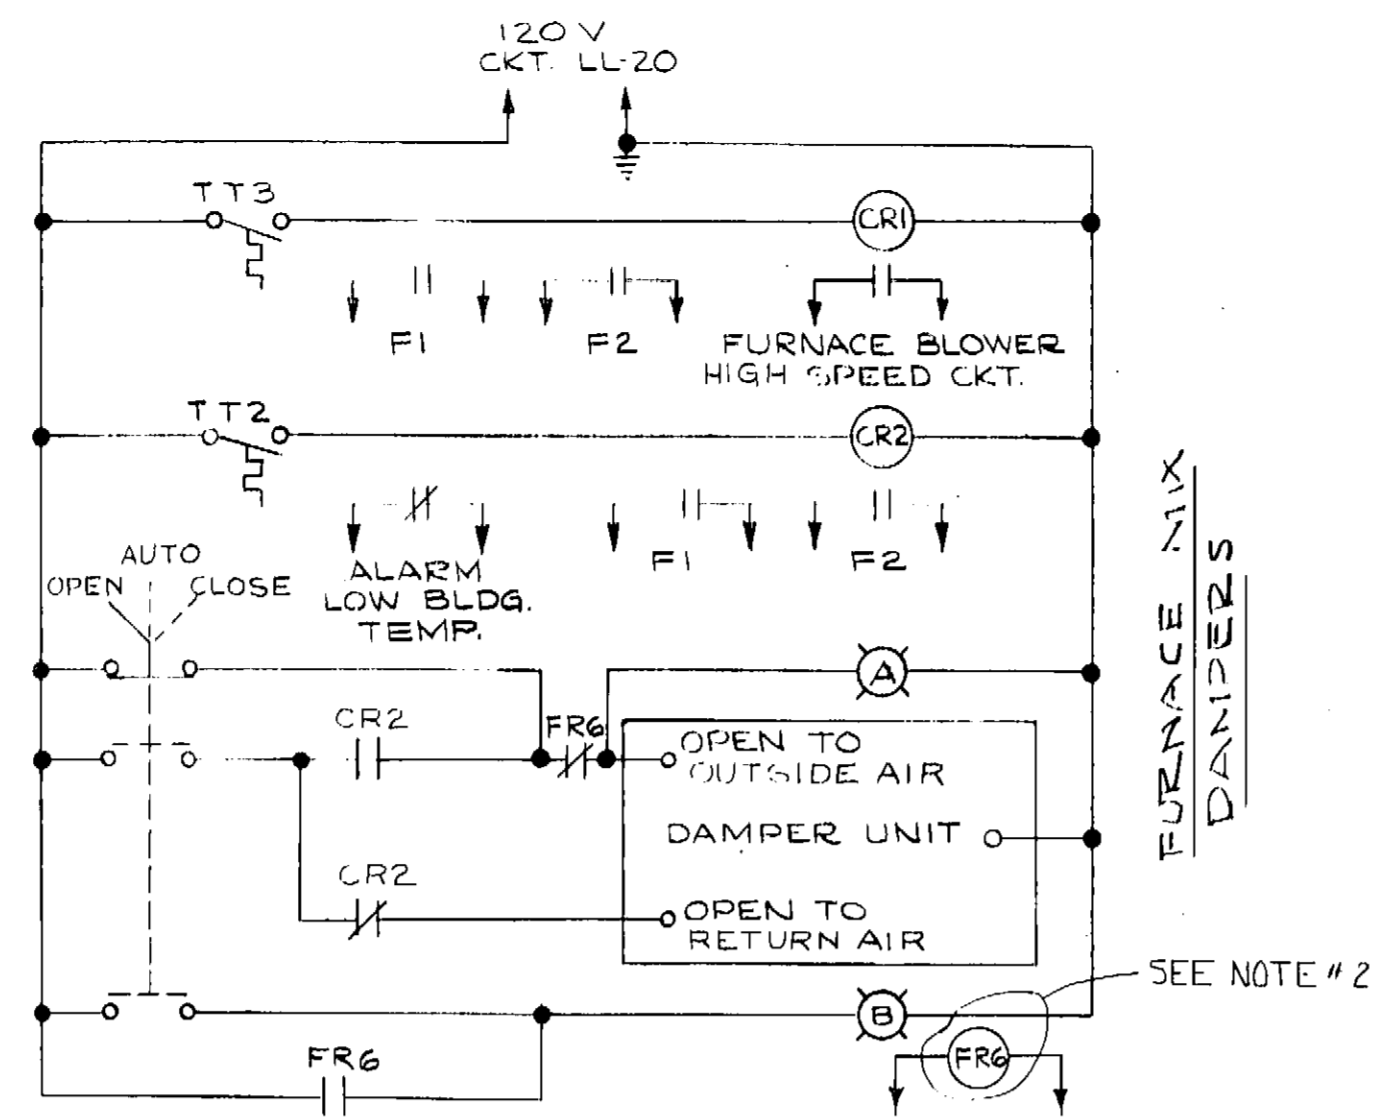 120 V
CKT. LL-20
TT3
CR1
F1
F2
FURNACE BLOWER
HIGH SPEED CKT.
TT2
CR2
ALARM
LOW BLDG.
TEMP.
F1
F2
AUTO
OPEN
CLOSE
A
CR2
FR6
OPEN TO
OUTSIDE AIR
DAMPER UNIT
CR2
OPEN TO
RETURN AIR
B
FR6
FR6
SEE NOTE #2
FURNACE MIX
DAMPERS